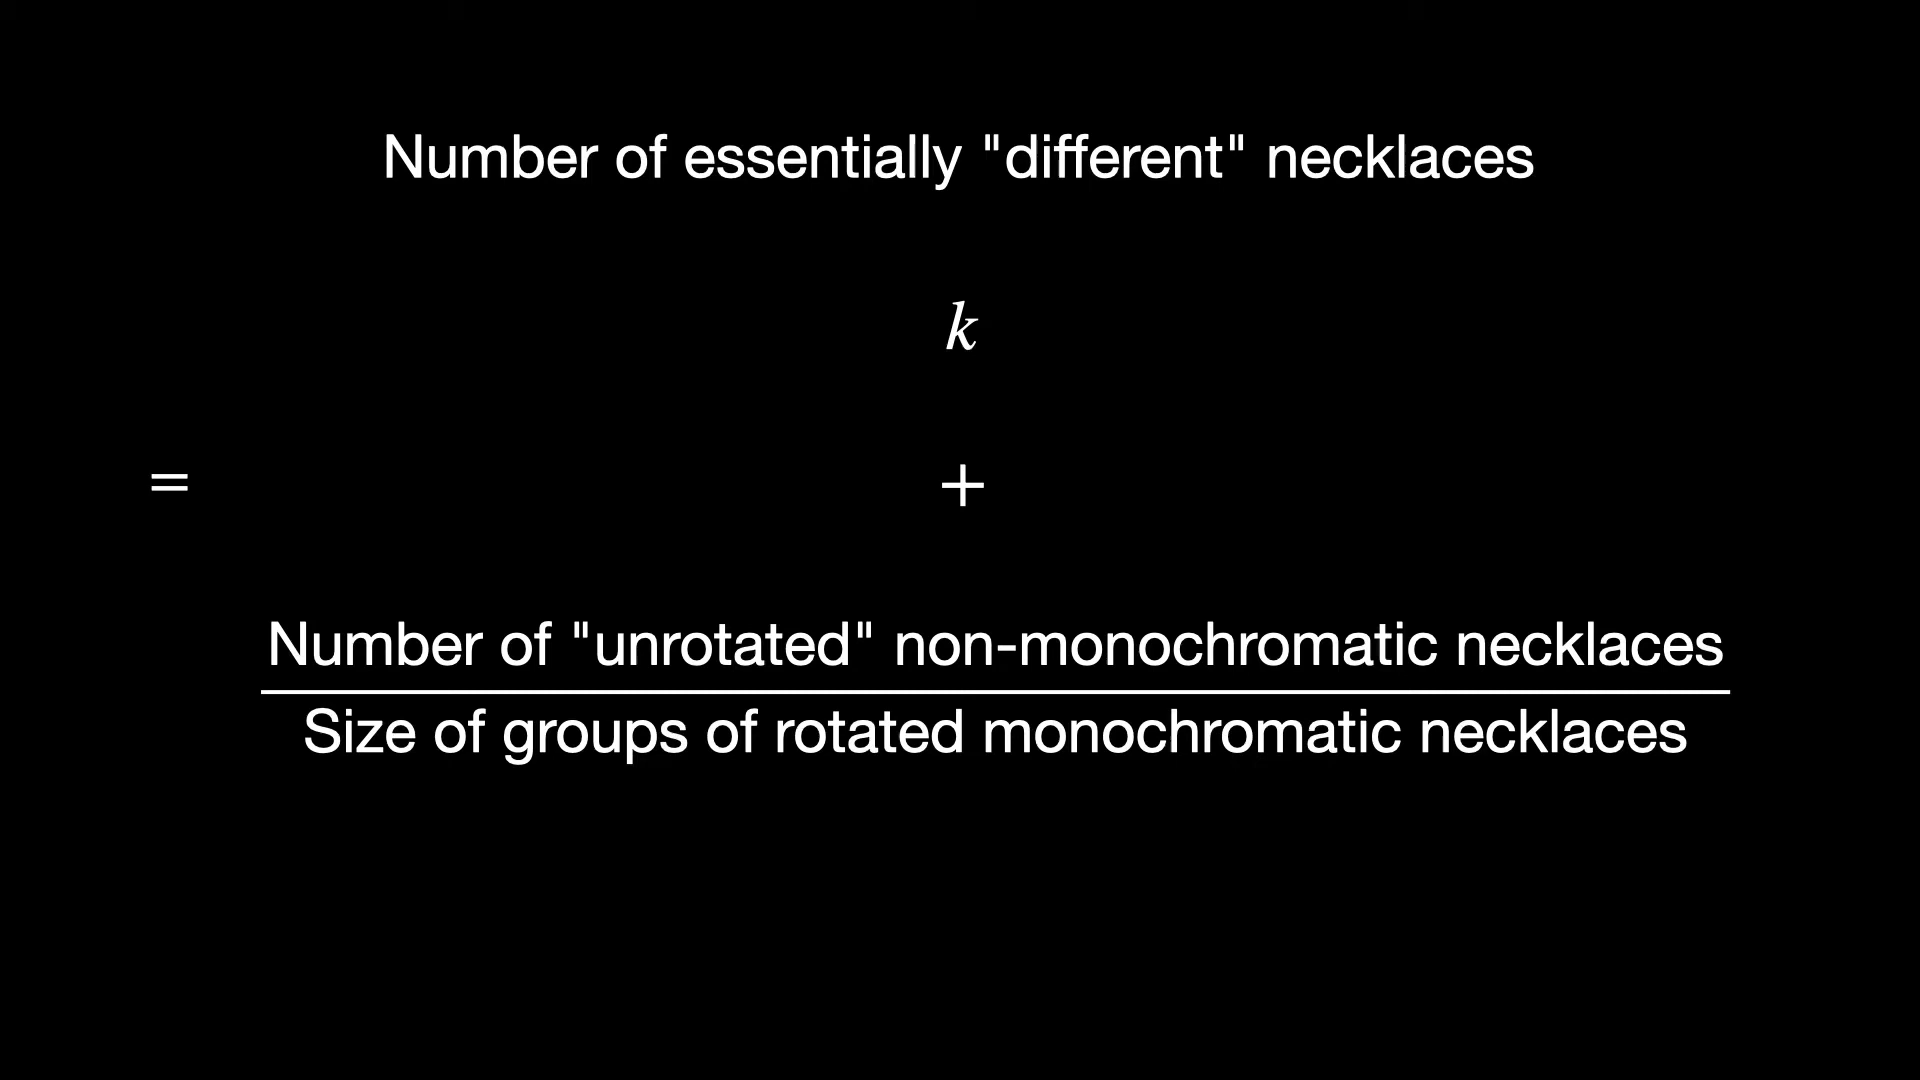 Number of essentially "different" necklaces
k
= +
Number of "unrotated" non-monochromatic necklaces
Size of groups of rotated monochromatic necklaces